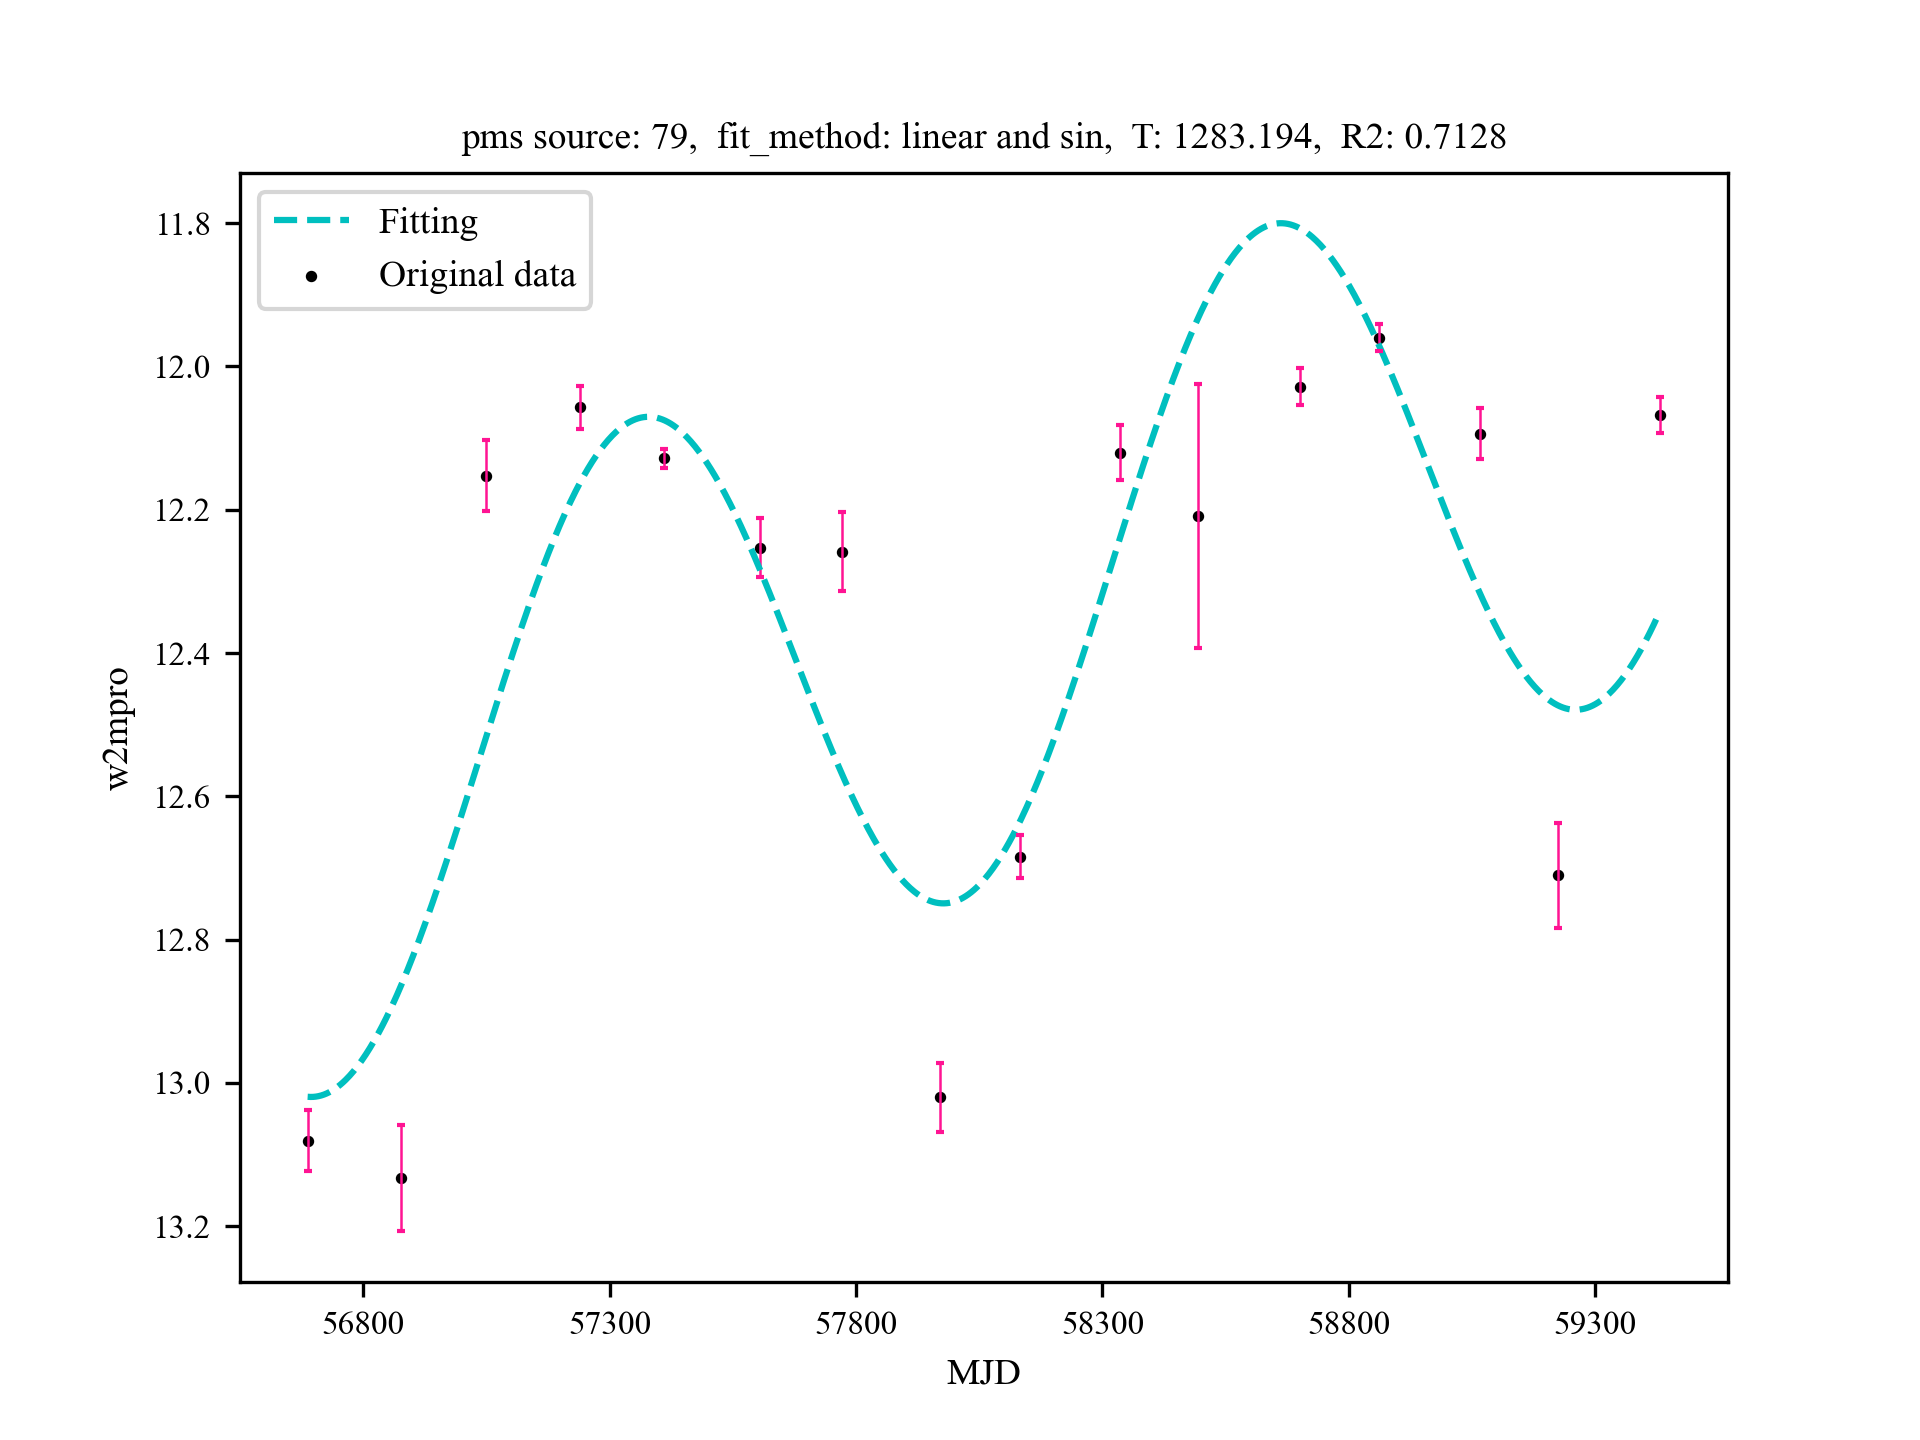 pms source: 79,  fit_method: linear and sin,  T: 1283.194,  R2: 0.7128
Fitting
Original data
11.8
12.0
12.2
12.4
12.6
12.8
13.0
13.2
w2mpro
56800 57300 57800 58300 58800 59300
MJD